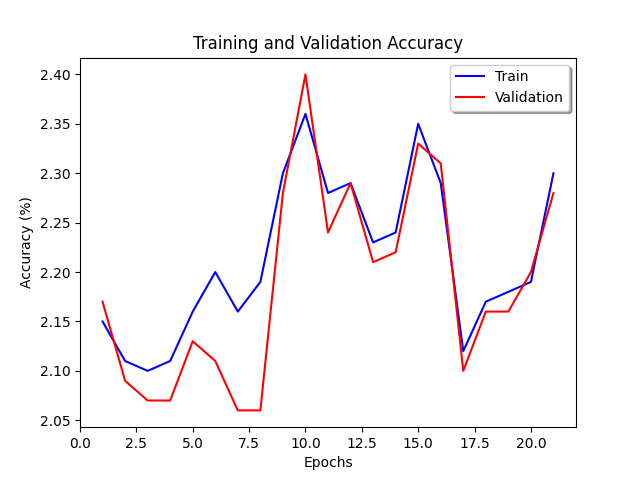 Training and Validation Accuracy
Train
Validation
2.40
2.35
2.30
2.25
2.20
2.15
2.10
2.05
Accuracy (%)
0.0 2.5 5.0 7.5 10.0 12.5 15.0 17.5 20.0
Epochs